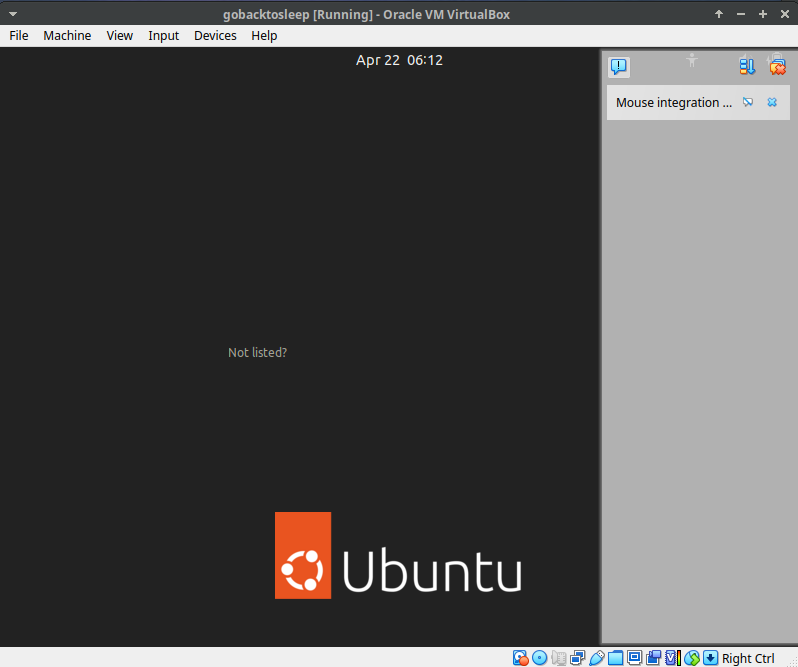 gobacktosleep [Running] - Oracle VM VirtualBox
File Machine View Input Devices Help
Apr 22 06:12
Mouse integration ...
Not listed?
Ubuntu
Right Ctrl